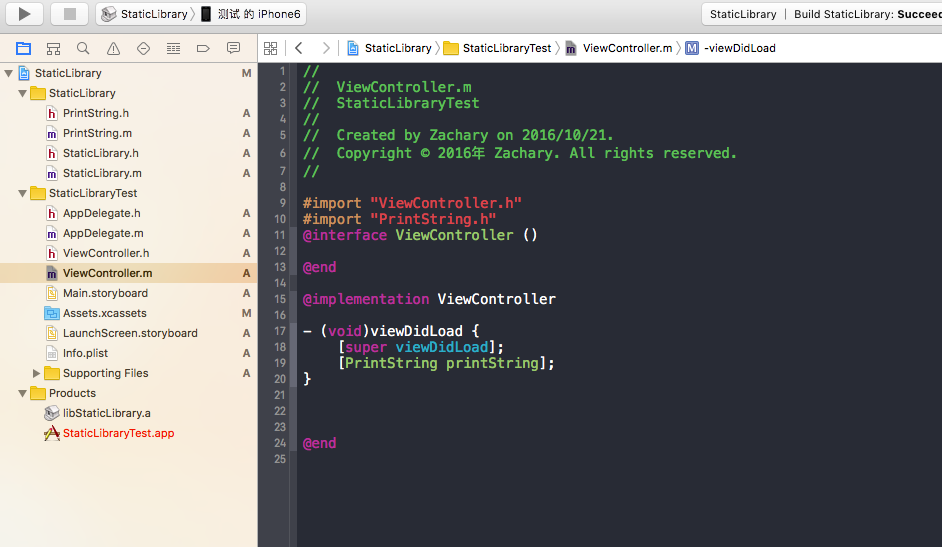 StaticLibrary 测试 的 iPhone6
StaticLibrary | Build StaticLibrary: Succeed
StaticLibrary StaticLibraryTest ViewController.m M -viewDidLoad
StaticLibrary M
StaticLibrary
h PrintString.h A
m PrintString.m A
h StaticLibrary.h A
m StaticLibrary.m A
StaticLibraryTest
h AppDelegate.h A
m AppDelegate.m A
h ViewController.h A
m ViewController.m A
Main.storyboard A
Assets.xcassets M
LaunchScreen.storyboard A
Info.plist A
Supporting Files A
Products
libStaticLibrary.a
StaticLibraryTest.app
1 //
2 //  ViewController.m
3 //  StaticLibraryTest
4 //
5 //  Created by Zachary on 2016/10/21.
6 //  Copyright © 2016年 Zachary. All rights reserved.
7 //
8
9 #import "ViewController.h"
10 #import "PrintString.h"
11 @interface ViewController ()
12
13 @end
14
15 @implementation ViewController
16
17 - (void)viewDidLoad {
18     [super viewDidLoad];
19     [PrintString printString];
20 }
21
22
23
24 @end
25